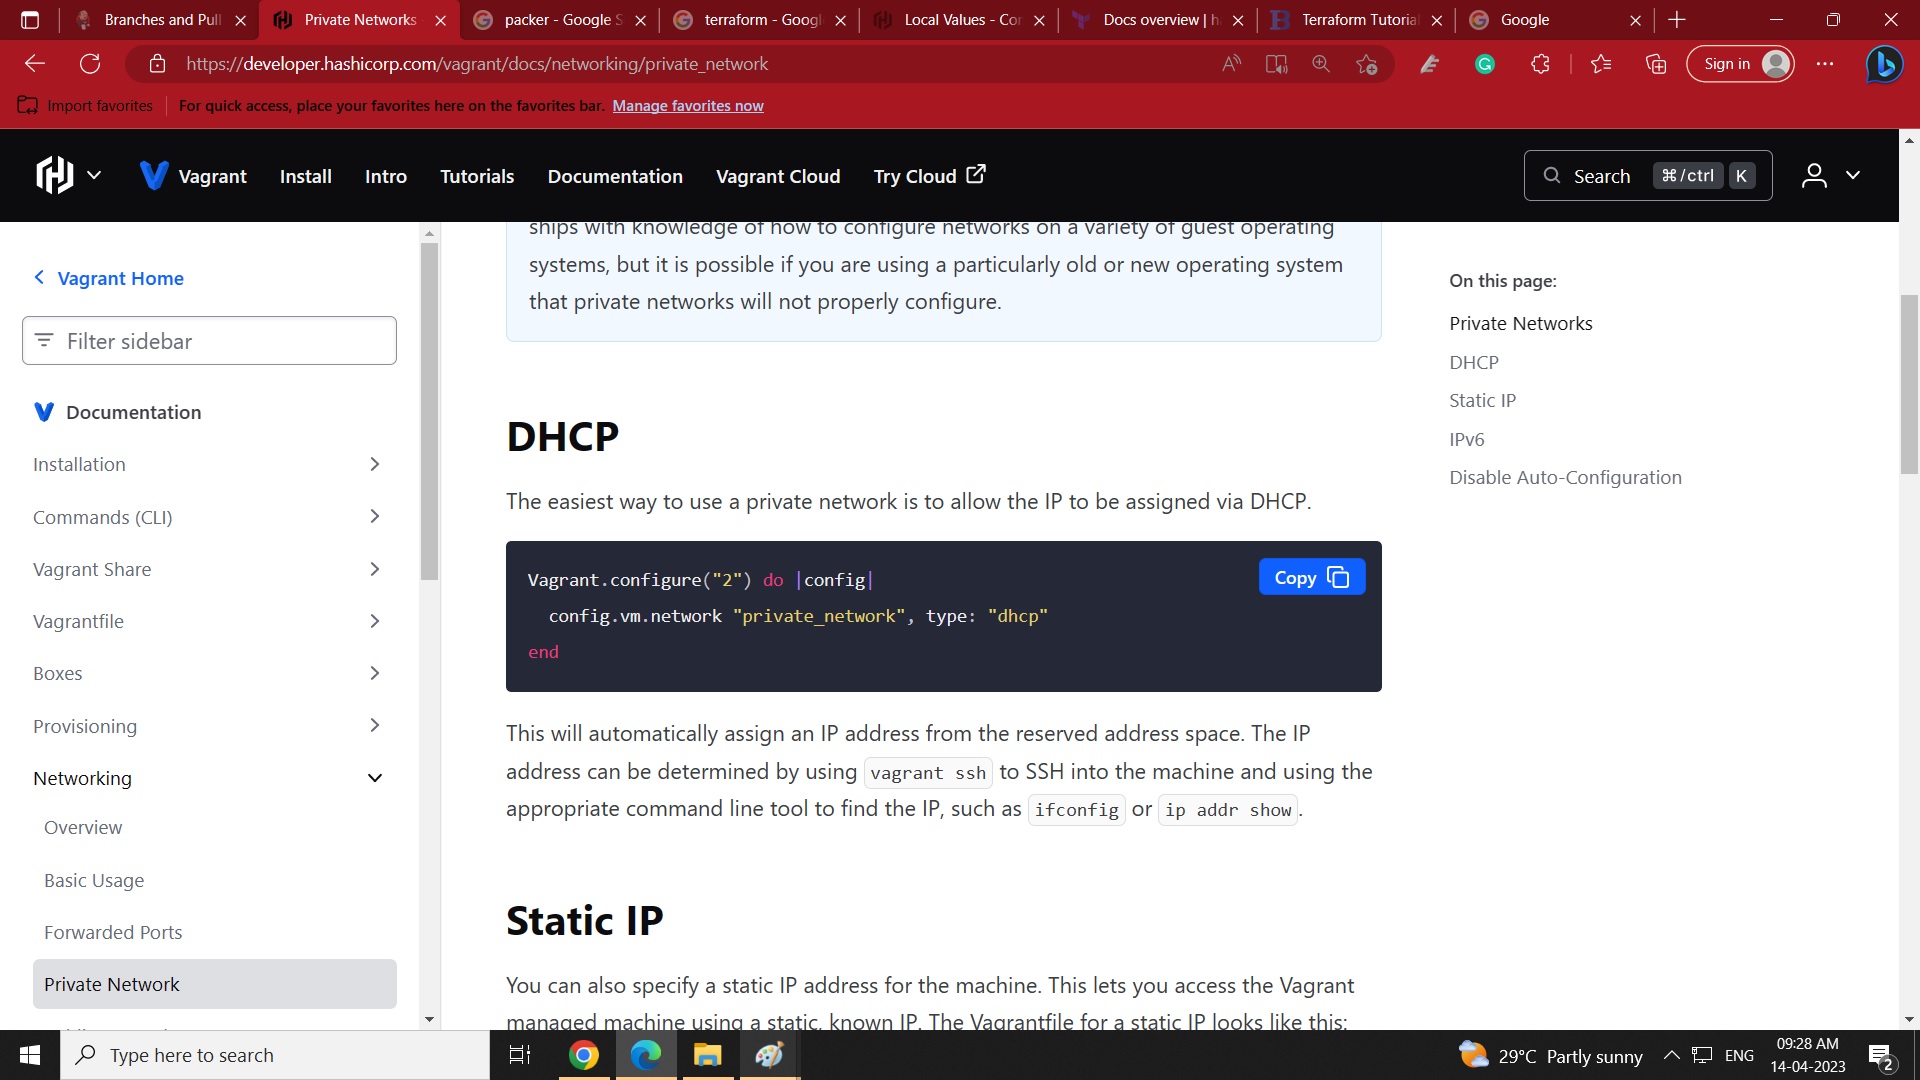 Branches and Pull
Private Networks
packer - Google S
terraform - Googl
Local Values - Con
Docs overview | h
Terraform Tutorial
Google
https://developer.hashicorp.com/vagrant/docs/networking/private_network
Sign in
Import favorites
For quick access, place your favorites here on the favorites bar. Manage favorites now
Vagrant Install Intro Tutorials Documentation Vagrant Cloud Try Cloud
Search ⌘/ctrl K
Vagrant Home
Filter sidebar
Documentation
Installation
Commands (CLI)
Vagrant Share
Vagrantfile
Boxes
Provisioning
Networking
Overview
Basic Usage
Forwarded Ports
Private Network
ships with knowledge of how to configure networks on a variety of guest operating
systems, but it is possible if you are using a particularly old or new operating system
that private networks will not properly configure.
DHCP
The easiest way to use a private network is to allow the IP to be assigned via DHCP.
Vagrant.configure("2") do |config|
config.vm.network "private_network", type: "dhcp"
end
Copy
This will automatically assign an IP address from the reserved address space. The IP
address can be determined by using vagrant ssh to SSH into the machine and using the
appropriate command line tool to find the IP, such as ifconfig or ip addr show.
Static IP
You can also specify a static IP address for the machine. This lets you access the Vagrant
managed machine using a static, known IP. The Vagrantfile for a static IP looks like this:
On this page:
Private Networks
DHCP
Static IP
IPv6
Disable Auto-Configuration
Type here to search
29°C Partly sunny
ENG
09:28 AM
14-04-2023
2